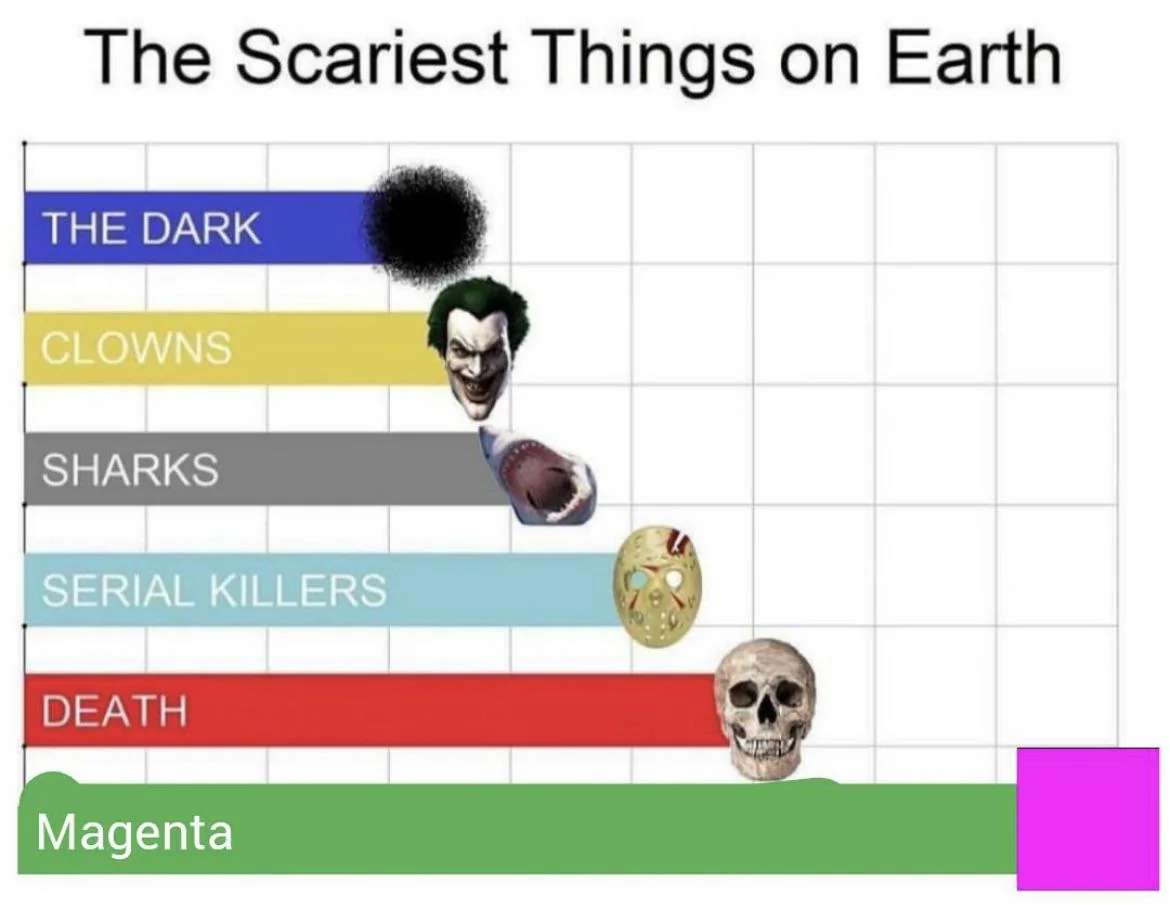 The Scariest Things on Earth
THE DARK
CLOWNS
SHARKS
SERIAL KILLERS
DEATH
Magenta